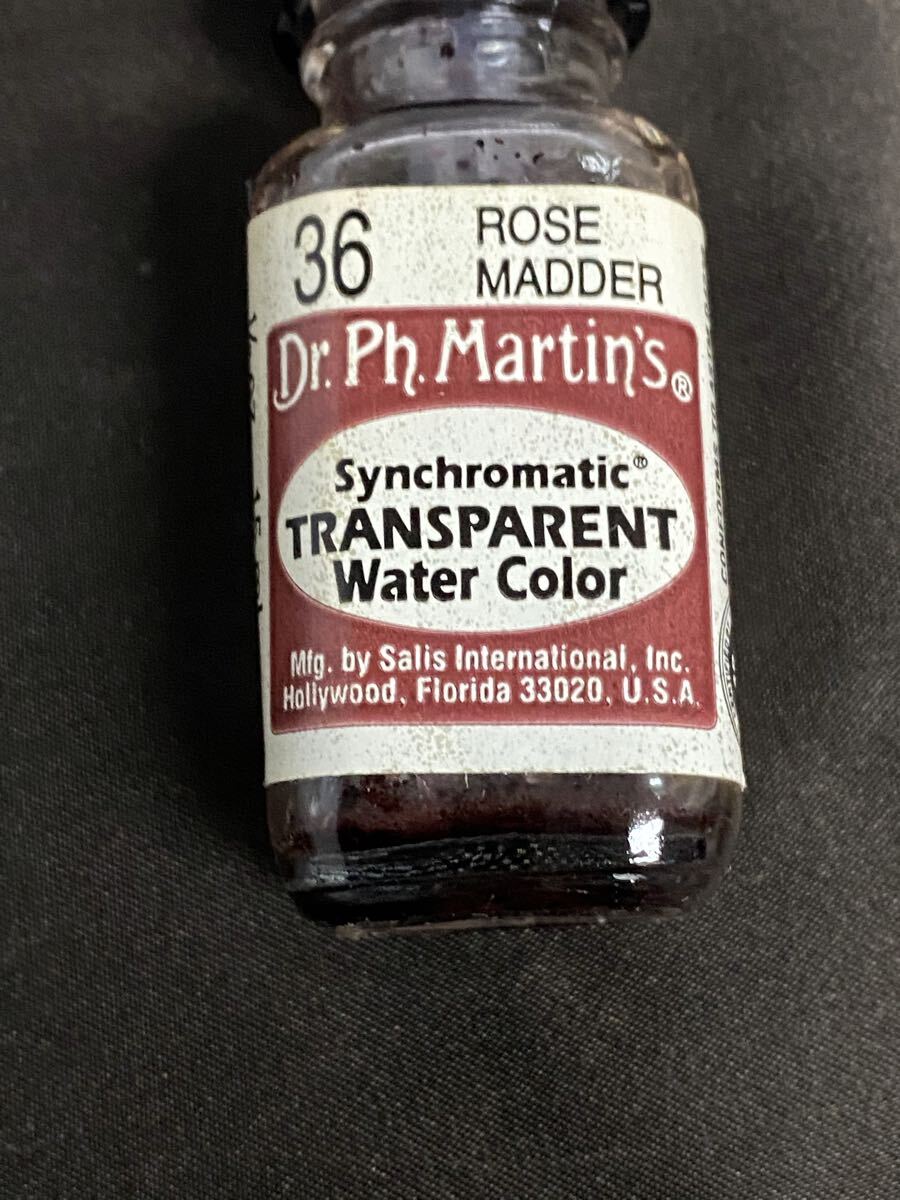 36
ROSE
MADDER
Dr. Ph. Martin's®
Synchromatic®
TRANSPARENT
Water Color
Mfg. by Salis International, Inc.
Hollywood, Florida 33020, U.S.A.